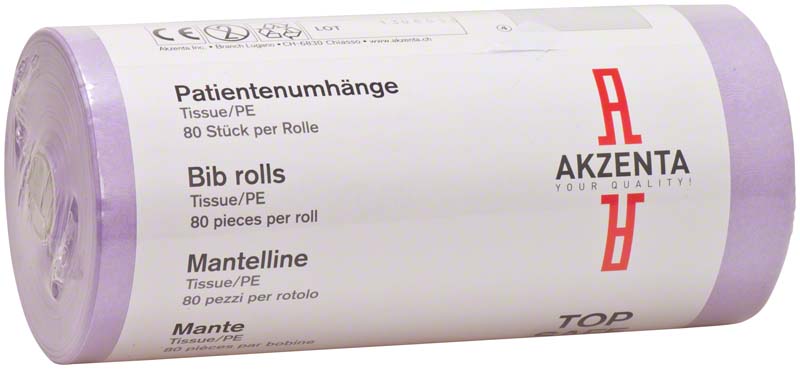 LOT
Akzenta Inc. • Branch Lugano • CH-6830 Chiasso • www.akzenta.ch
4
Patientenumhänge
Tissue/PE
80 Stück per Rolle
Bib rolls
Tissue/PE
80 pieces per roll
Mantelline
Tissue/PE
80 pezzi per rotolo
Mante
Tissue/PE
80 pièces par bobine
AKZENTA
YOUR QUALITY!
TOP